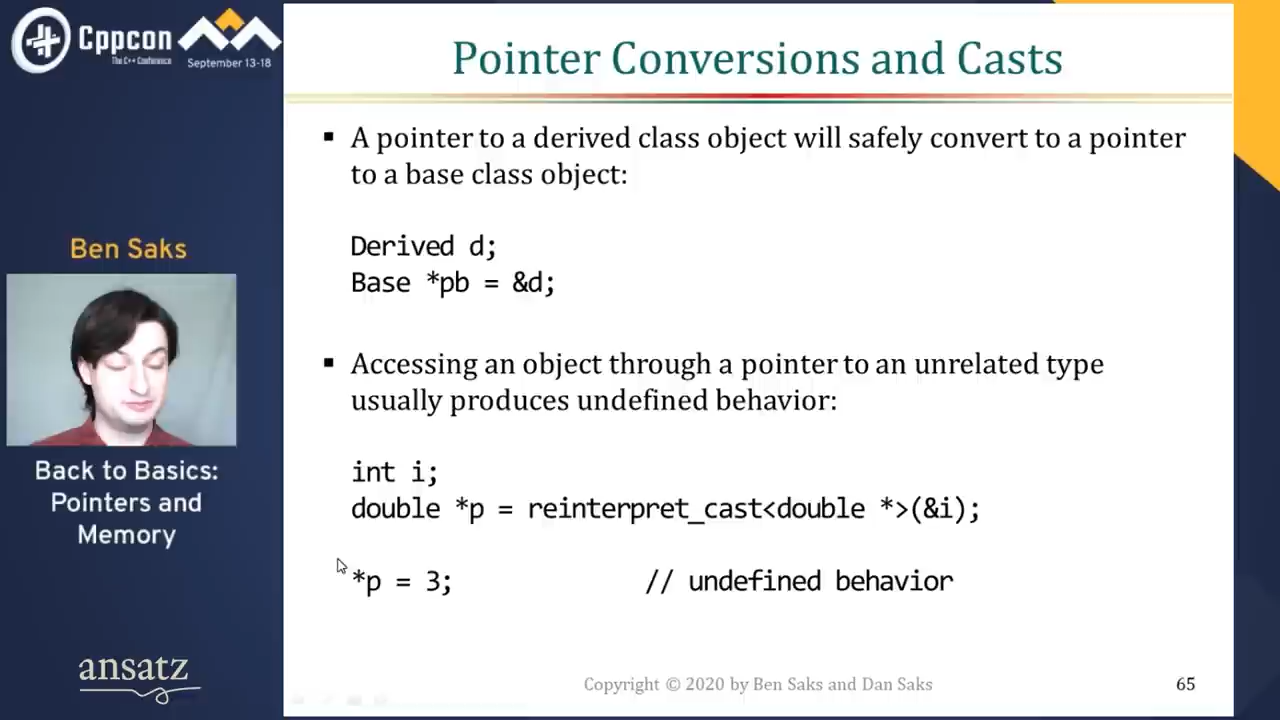 Cppcon
The C++ Conference
September 13-18
Ben Saks
Back to Basics:
Pointers and
Memory
ansatz
Pointer Conversions and Casts
▪ A pointer to a derived class object will safely convert to a pointer
to a base class object:
Derived d;
Base *pb = &d;
▪ Accessing an object through a pointer to an unrelated type
usually produces undefined behavior:
int i;
double *p = reinterpret_cast<double *>(&i);
*p = 3; // undefined behavior
Copyright © 2020 by Ben Saks and Dan Saks
65